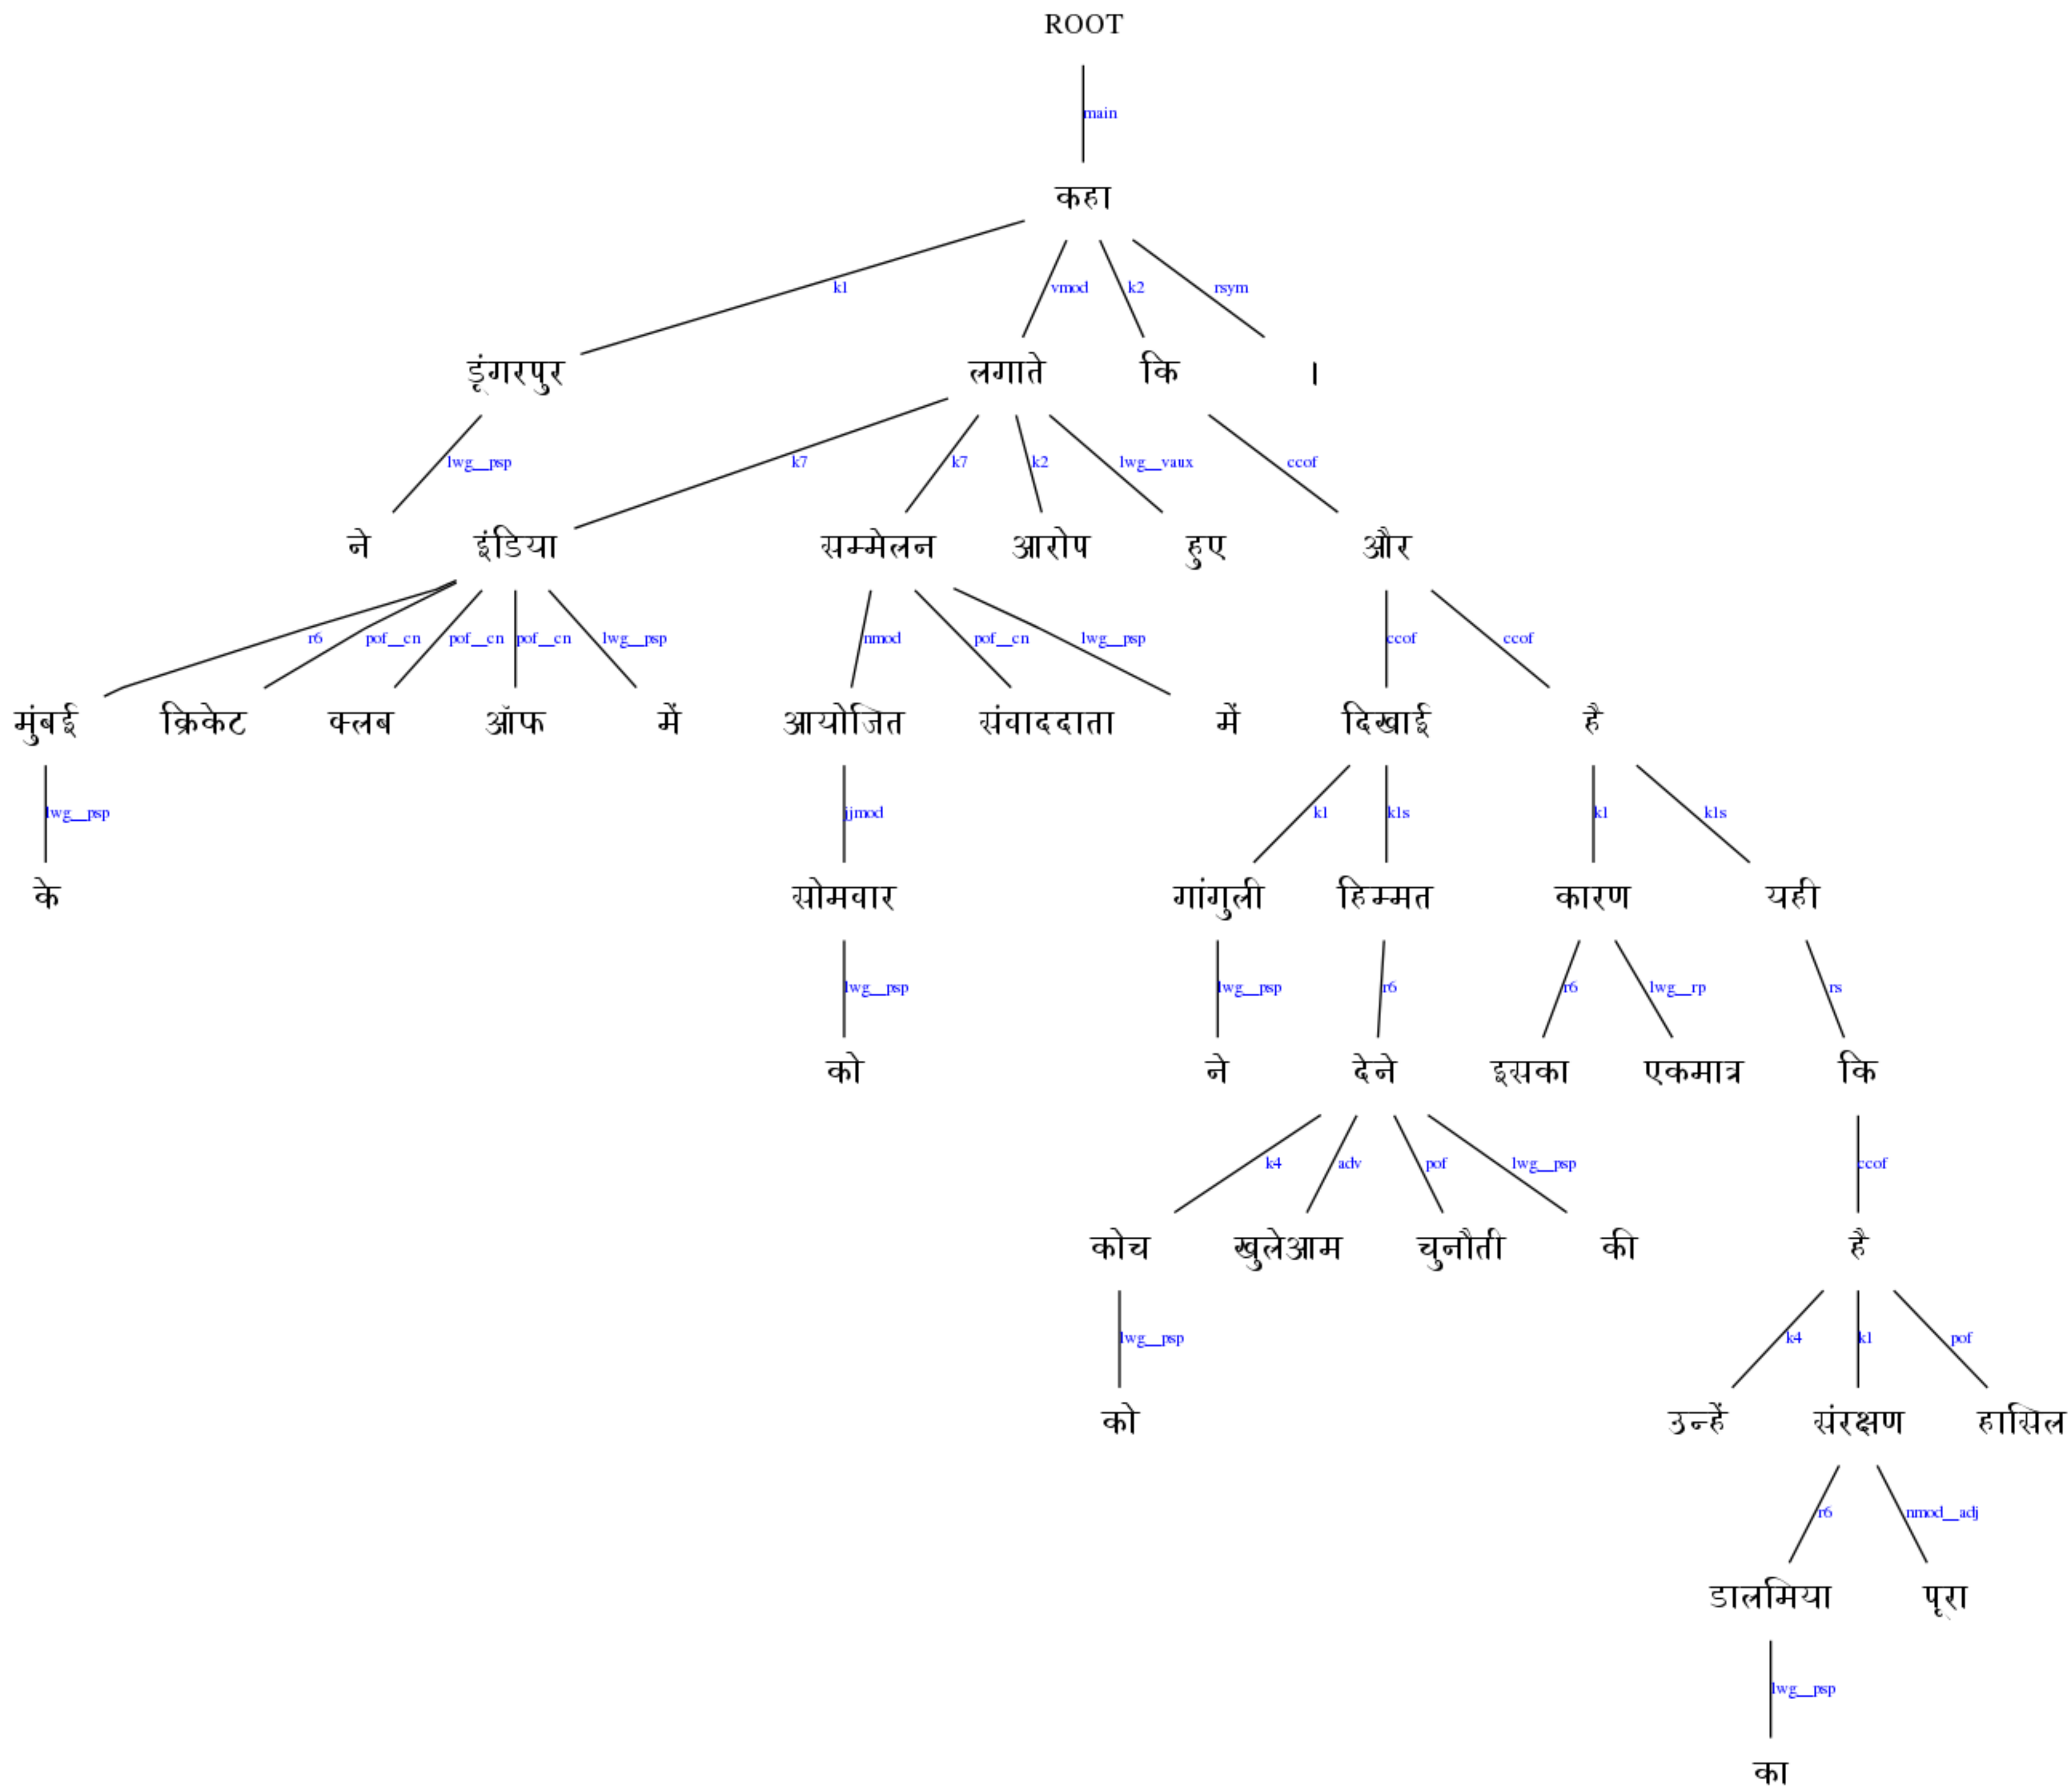 ROOT
main
कहा
k1 vmod k2 rsym
डूंगरपुर लगाते कि ।
lwg__psp k7 k7 k2 lwg__vaux ccof
ने इंडिया सम्मेलन आरोप हुए और
r6 pof__cn pof__cn pof__cn lwg__psp nmod pof__cn lwg__psp ccof ccof
मुंबई क्रिकेट क्लब ऑफ में आयोजित संवाददाता में दिखाई है
lwg__psp jjmod k1 k1s k1 k1s
के सोमवार गांगुली हिम्मत कारण यही
lwg__psp lwg__psp r6 r6 lwg__rp rs
को ने देने इसका एकमात्र कि
k4 adv pof lwg__psp ccof
कोच खुलेआम चुनौती की है
lwg__psp k4 k1 pof
को उन्हें संरक्षण हासिल
r6 nmod__adj
डालमिया पूरा
lwg__psp
का